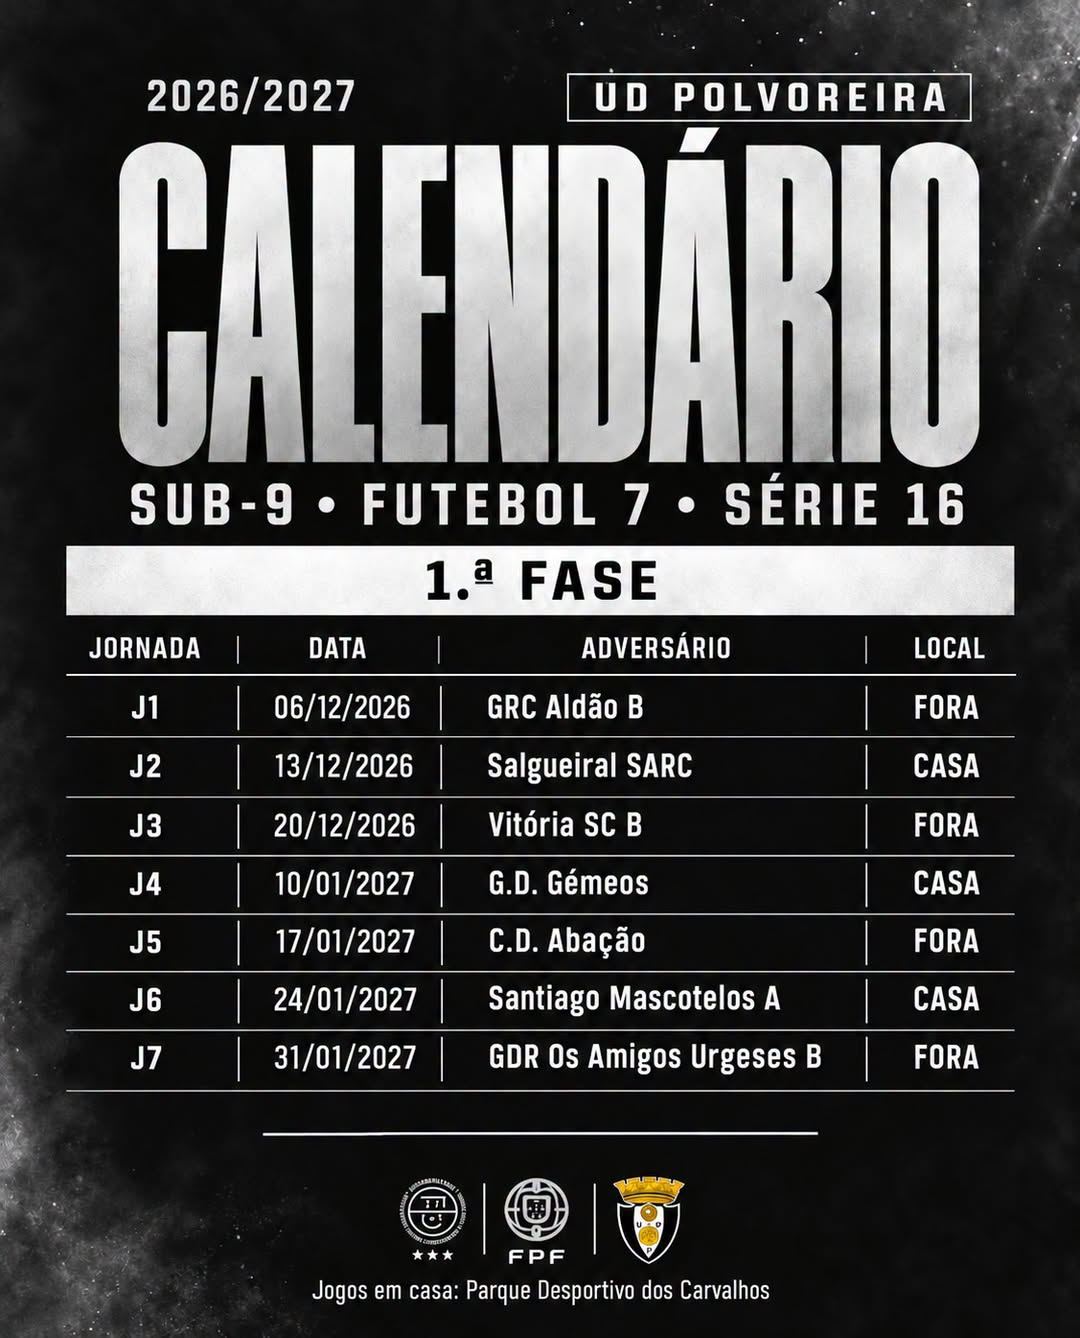 2026/2027
UD POLVOREIRA
CALENDÁRIO
SUB-9 • FUTEBOL 7 • SÉRIE 16
1.ª FASE
JORNADA | DATA | ADVERSÁRIO | LOCAL
J1 | 06/12/2026 | GRC Aldão B | FORA
J2 | 13/12/2026 | Salgueiral SARC | CASA
J3 | 20/12/2026 | Vitória SC B | FORA
J4 | 10/01/2027 | G.D. Gémeos | CASA
J5 | 17/01/2027 | C.D. Abação | FORA
J6 | 24/01/2027 | Santiago Mascotelos A | CASA
J7 | 31/01/2027 | GDR Os Amigos Urgeses B | FORA
FPF
U D
P
Jogos em casa: Parque Desportivo dos Carvalhos